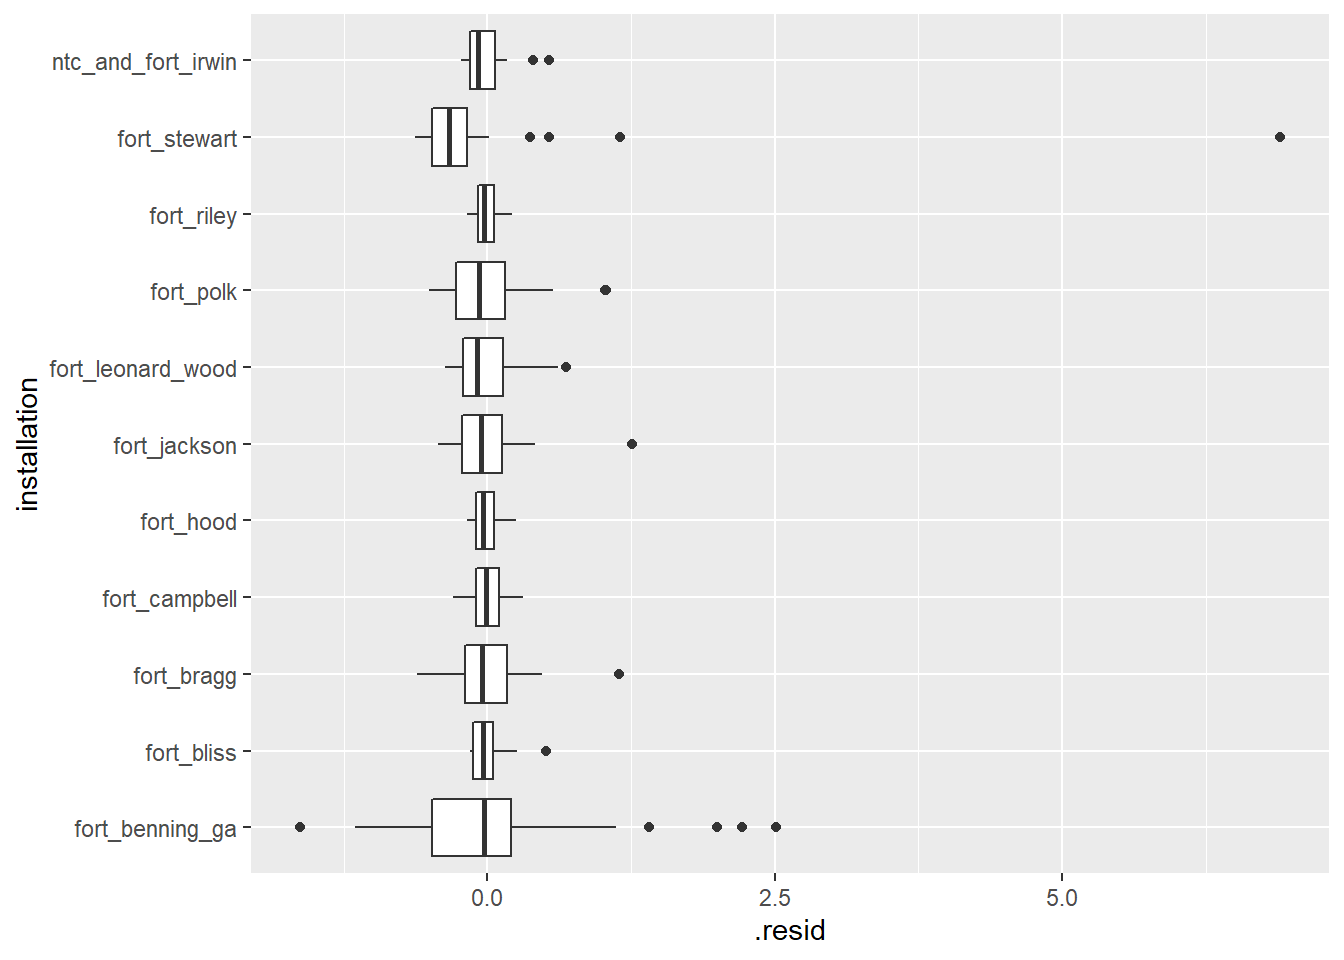 ntc_and_fort_irwin
fort_stewart
fort_riley
fort_polk
fort_leonard_wood
fort_jackson
fort_hood
fort_campbell
fort_bragg
fort_bliss
fort_benning_ga
installation
0.0 2.5 5.0
.resid